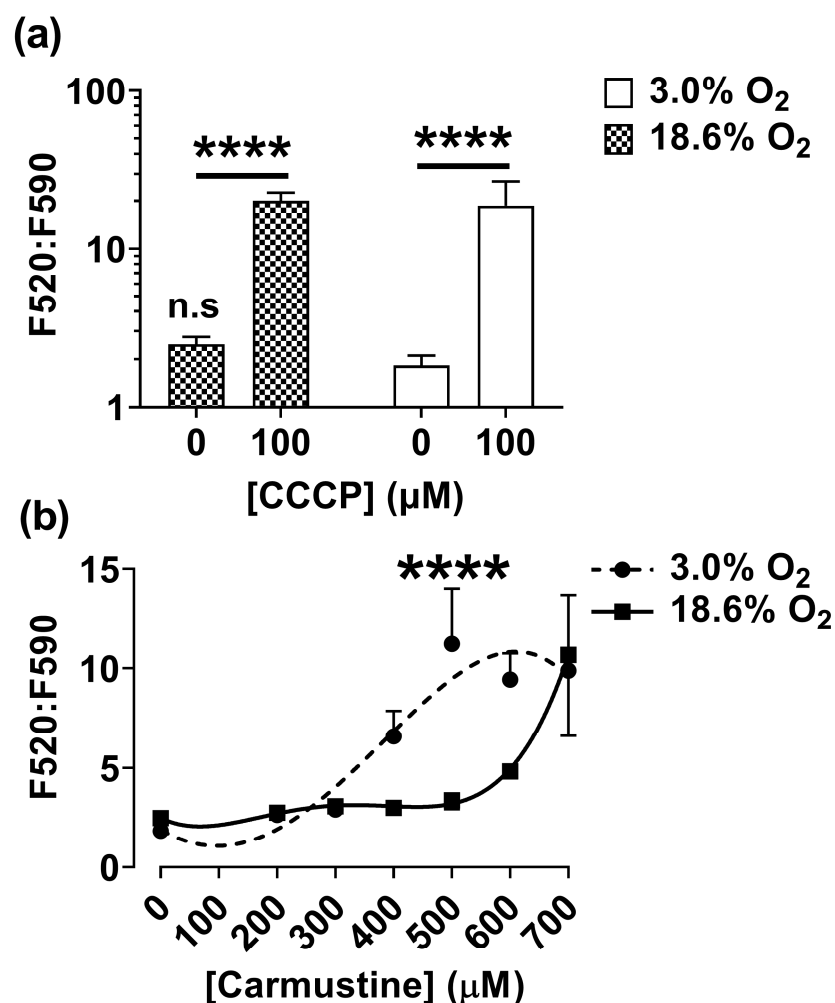 (a)
100
10
1
F520:F590
**** ****
n.s
0 100 0 100
[CCCP] (µM)
3.0% O₂
18.6% O₂
(b)
15
10
5
0
F520:F590
****
0 100 200 300 400 500 600 700
[Carmustine] (μM)
3.0% O₂
18.6% O₂